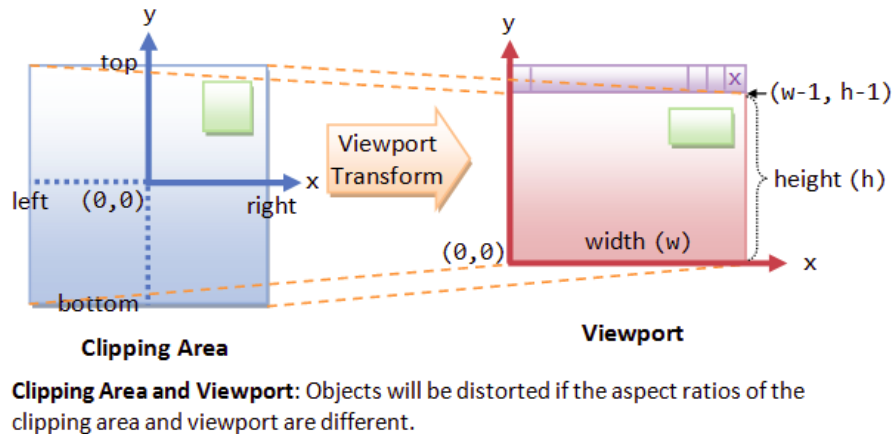 y
top
left
(0,0)
right
x
bottom
Clipping Area
Viewport
Transform
y
x
(w-1, h-1)
height (h)
(0,0)
width (w)
x
Viewport
Clipping Area and Viewport: Objects will be distorted if the aspect ratios of the
clipping area and viewport are different.